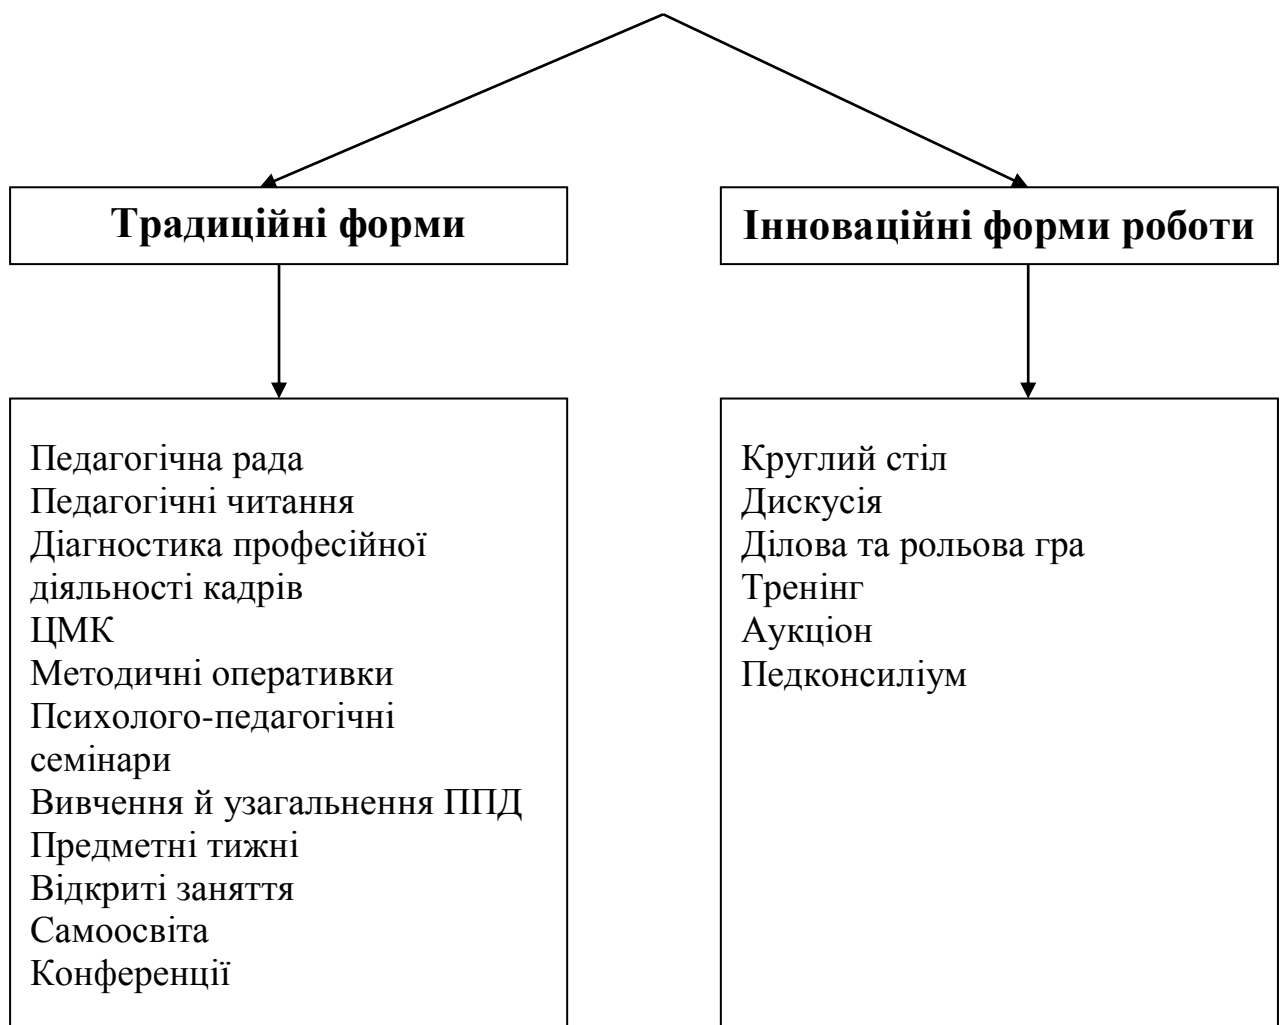 Традиційні форми
Інноваційні форми роботи
Педагогічна рада
Педагогічні читання
Діагностика професійної
діяльності кадрів
ЦМК
Методичні оперативки
Психолого-педагогічні
семінари
Вивчення й узагальнення ППД
Предметні тижні
Відкриті заняття
Самоосвіта
Конференції
Круглий стіл
Дискусія
Ділова та рольова гра
Тренінг
Аукціон
Педконсиліум